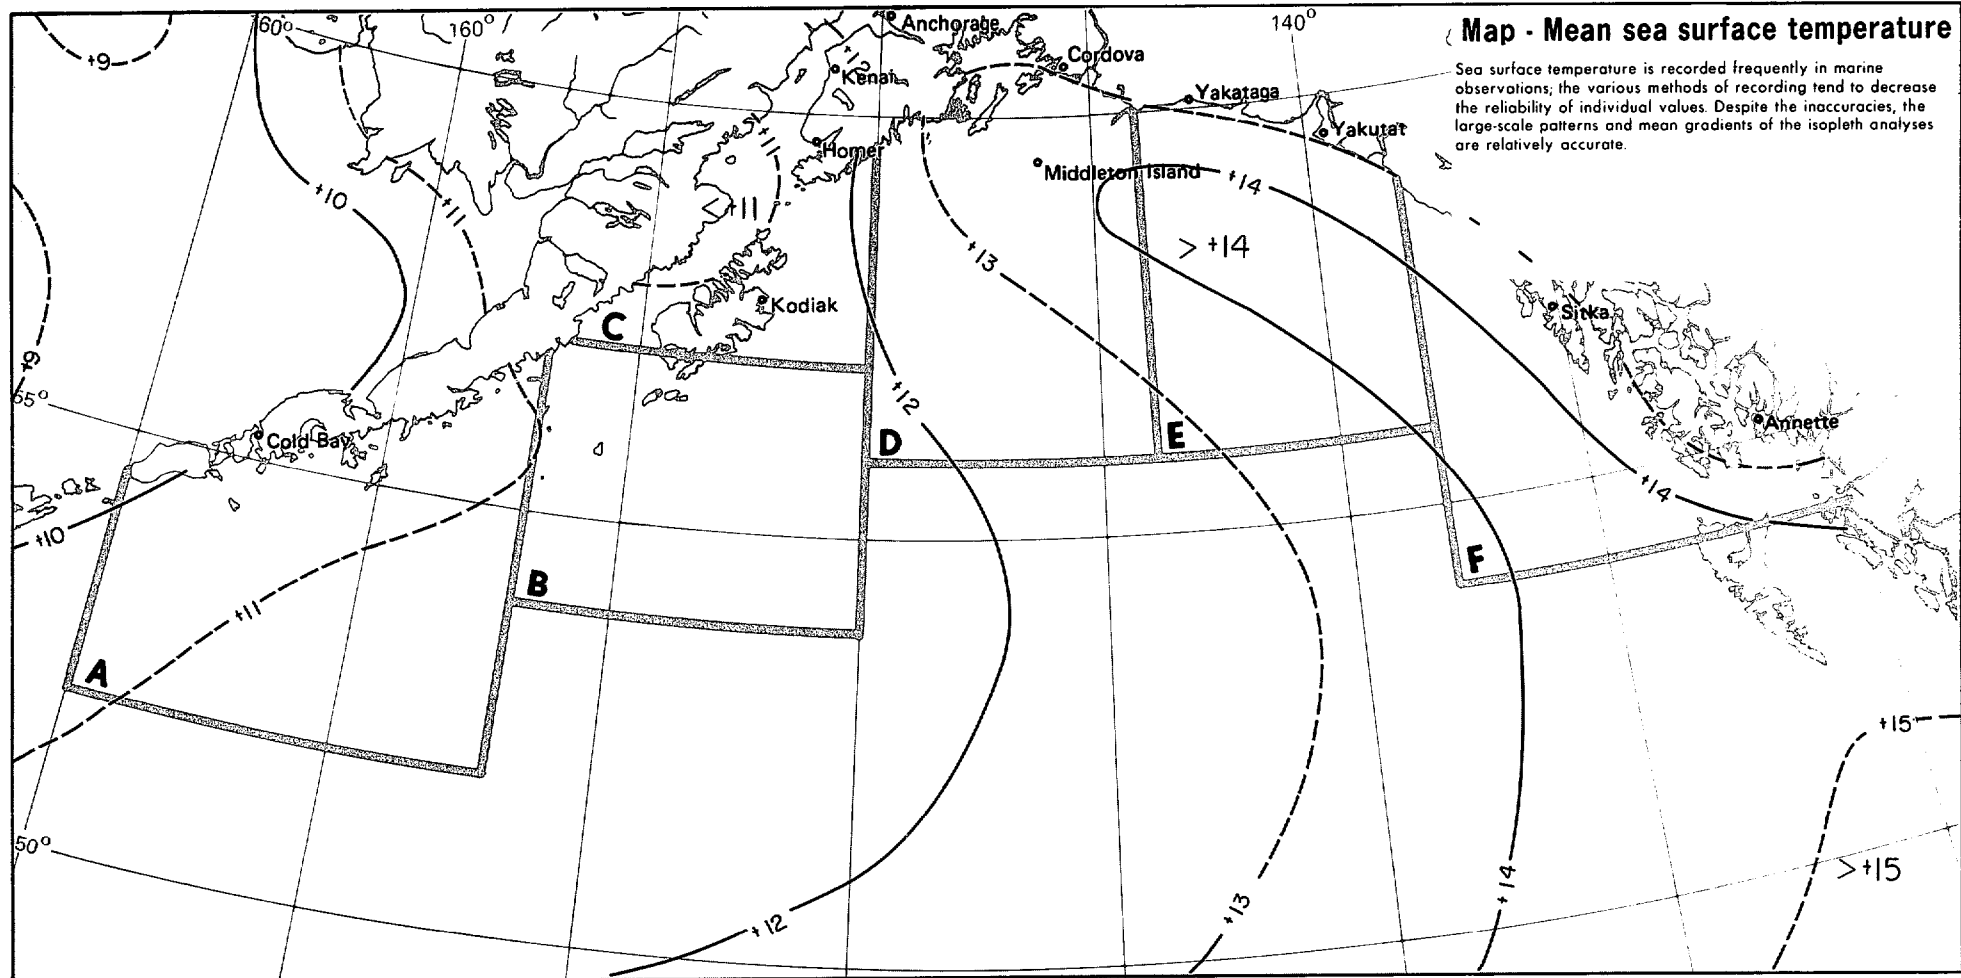 Map - Mean sea surface temperature
Sea surface temperature is recorded frequently in marine
observations; the various methods of recording tend to decrease
the reliability of individual values. Despite the inaccuracies, the
large-scale patterns and mean gradients of the isopleth analyses
are relatively accurate.
60°
160°
140°
Anchorage
+9
+12
Cordova
Kenai
Yakataga
+11
Yakutat
Homer
Middleton Island
+14
+10
+11
< +11
> +14
+13
Kodiak
Sitka
C
+9
+12
55°
Cold Bay
D
E
Annette
+14
+10
F
B
+11
A
+15
50°
> +15
+14
+13
+12